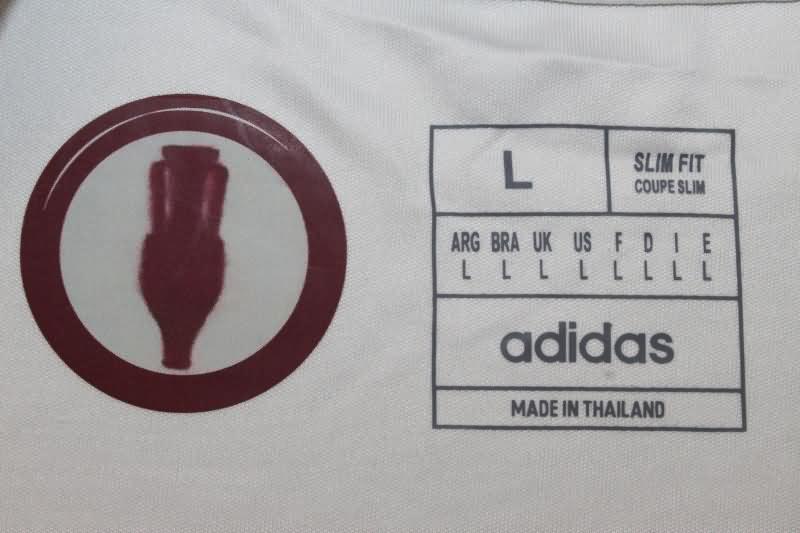 L
SLIM FIT
COUPE SLIM
ARG BRA UK US F D I E
L L L L L L L L
adidas
MADE IN THAILAND